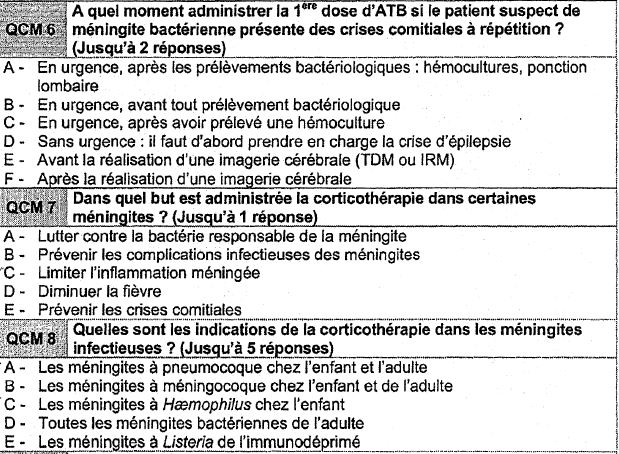 QCM 6 A quel moment administrer la 1ère dose d'ATB si le patient suspect de
méningite bactérienne présente des crises comitiales à répétition ?
(Jusqu'à 2 réponses)
A - En urgence, après les prélèvements bactériologiques : hémocultures, ponction
lombaire
B - En urgence, avant tout prélèvement bactériologique
C - En urgence, après avoir prélevé une hémoculture
D - Sans urgence : il faut d'abord prendre en charge la crise d'épilepsie
E - Avant la réalisation d'une imagerie cérébrale (TDM ou IRM)
F - Après la réalisation d'une imagerie cérébrale
QCM 7 Dans quel but est administrée la corticothérapie dans certaines
méningites ? (Jusqu'à 1 réponse)
A - Lutter contre la bactérie responsable de la méningite
B - Prévenir les complications infectieuses des méningites
C - Limiter l'inflammation méningée
D - Diminuer la fièvre
E - Prévenir les crises comitiales
QCM 8 Quelles sont les indications de la corticothérapie dans les méningites
infectieuses ? (Jusqu'à 5 réponses)
A - Les méningites à pneumocoque chez l'enfant et l'adulte
B - Les méningites à méningocoque chez l'enfant et de l'adulte
C - Les méningites à Hæmophilus chez l'enfant
D - Toutes les méningites bactériennes de l'adulte
E - Les méningites à Listeria de l'immunodéprimé